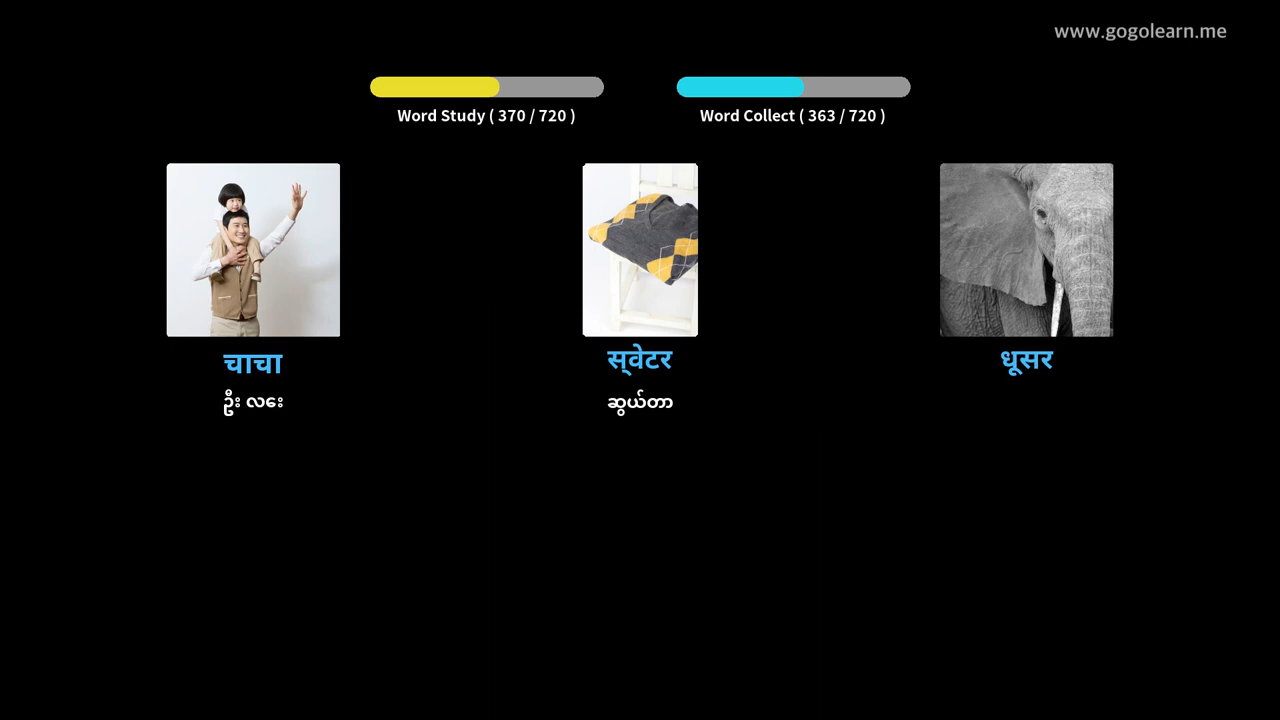 www.gogolearn.me
Word Study ( 370 / 720 )
Word Collect ( 363 / 720 )
चाचा
स्वेटर
धूसर
ဦး လေး
ဆွယ်တာ